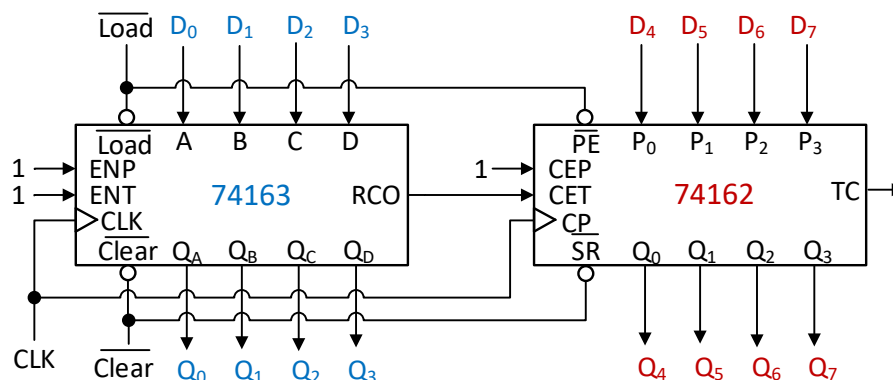 Load D0 D1 D2 D3 D4 D5 D6 D7
Load A B C D PE P0 P1 P2 P3
1 ENP 1 CEP
1 ENT 74163 RCO CET 74162 TC
CLK CP
Clear QA QB QC QD SR Q0 Q1 Q2 Q3
CLK Clear Q0 Q1 Q2 Q3 Q4 Q5 Q6 Q7